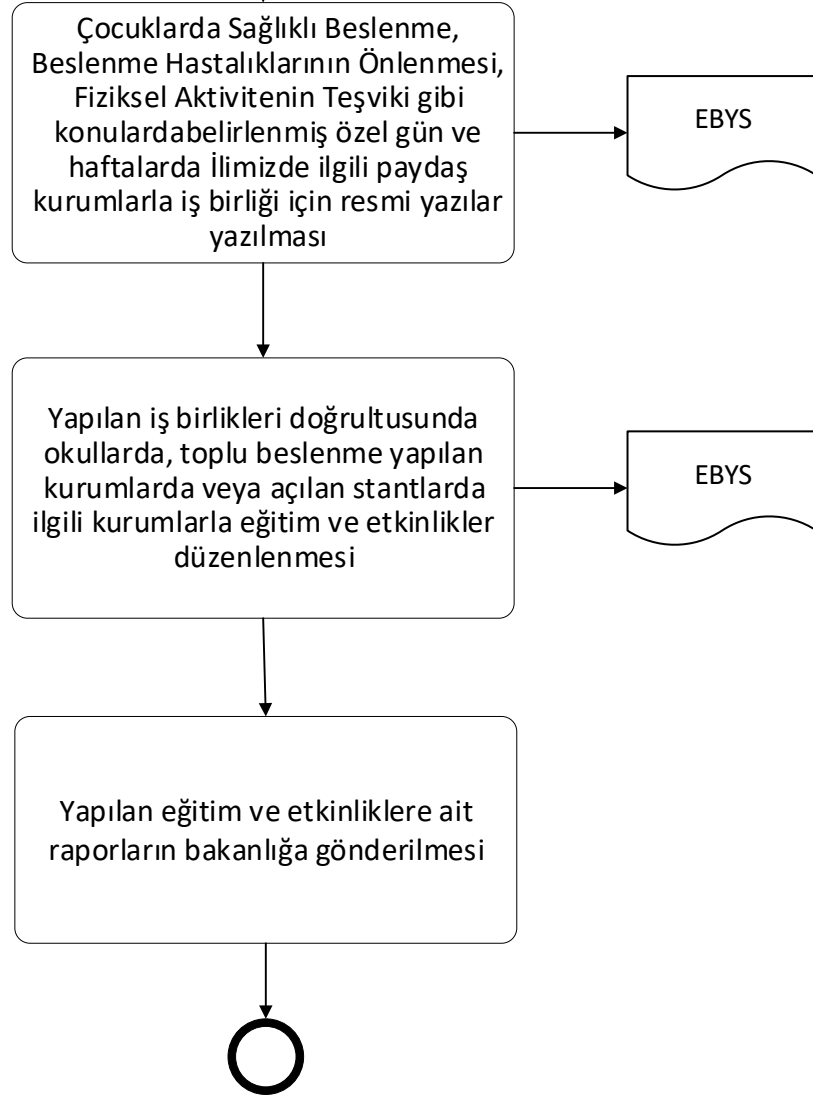 Çocuklarda Sağlıklı Beslenme,
Beslenme Hastalıklarının Önlenmesi,
Fiziksel Aktivitenin Teşviki gibi
konulardabelirlenmiş özel gün ve
haftalarda İlimizde ilgili paydaş
kurumlarla iş birliği için resmi yazılar
yazılması
EBYS
Yapılan iş birlikleri doğrultusunda
okullarda, toplu beslenme yapılan
kurumlarda veya açılan stantlarda
ilgili kurumlarla eğitim ve etkinlikler
düzenlenmesi
EBYS
Yapılan eğitim ve etkinliklere ait
raporların bakanlığa gönderilmesi